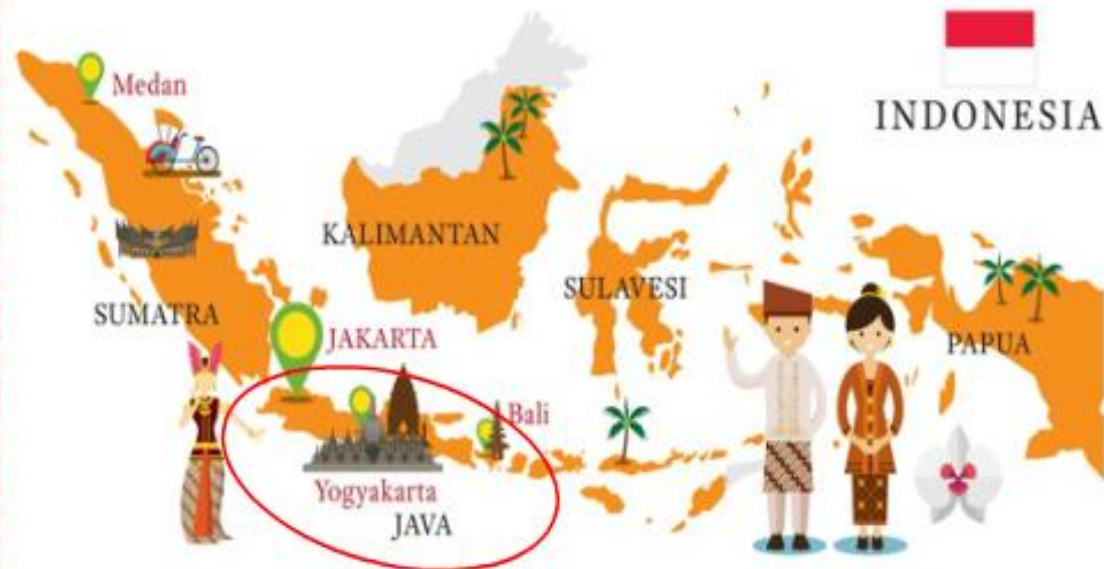 Medan
INDONESIA
KALIMANTAN
SULAVESI
SUMATRA
JAKARTA
PAPUA
Bali
Yogyakarta
JAVA